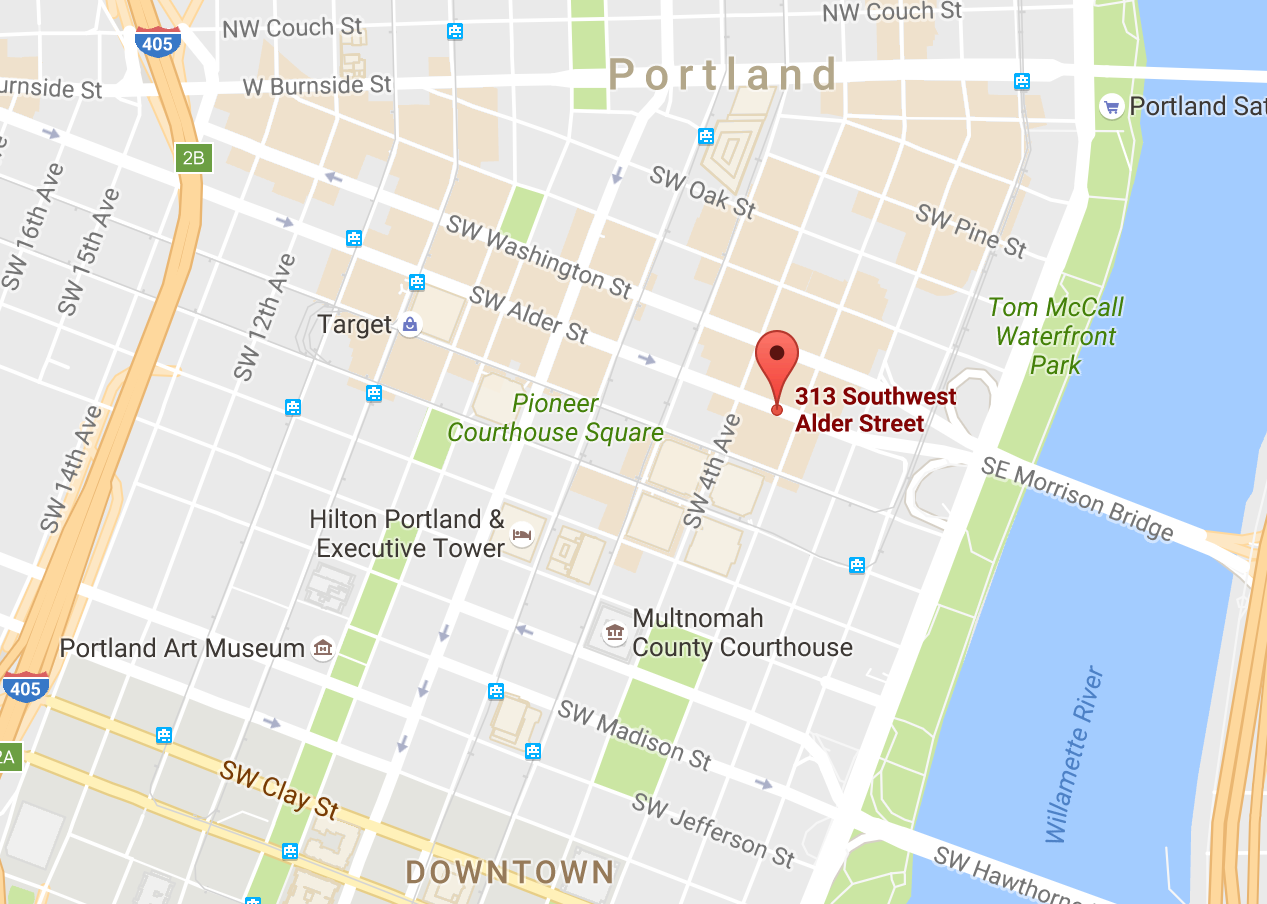 405
NW Couch St
NW Couch St
Portland
W Burnside St
urnside St
Portland Sat
2B
SW Oak St
SW 16th Ave
SW 15th Ave
SW Pine St
SW Washington St
SW 12th Ave
SW Alder St
Target
Tom McCall
Waterfront
Park
313 Southwest
Alder Street
Pioneer
Courthouse Square
SW 14th Ave
SW 4th Ave
SE Morrison Bridge
Hilton Portland &
Executive Tower
Multnomah
County Courthouse
Portland Art Museum
405
Willamette River
SW Madison St
2A
SW Clay St
SW Jefferson St
DOWNTOWN
SW Hawthorne